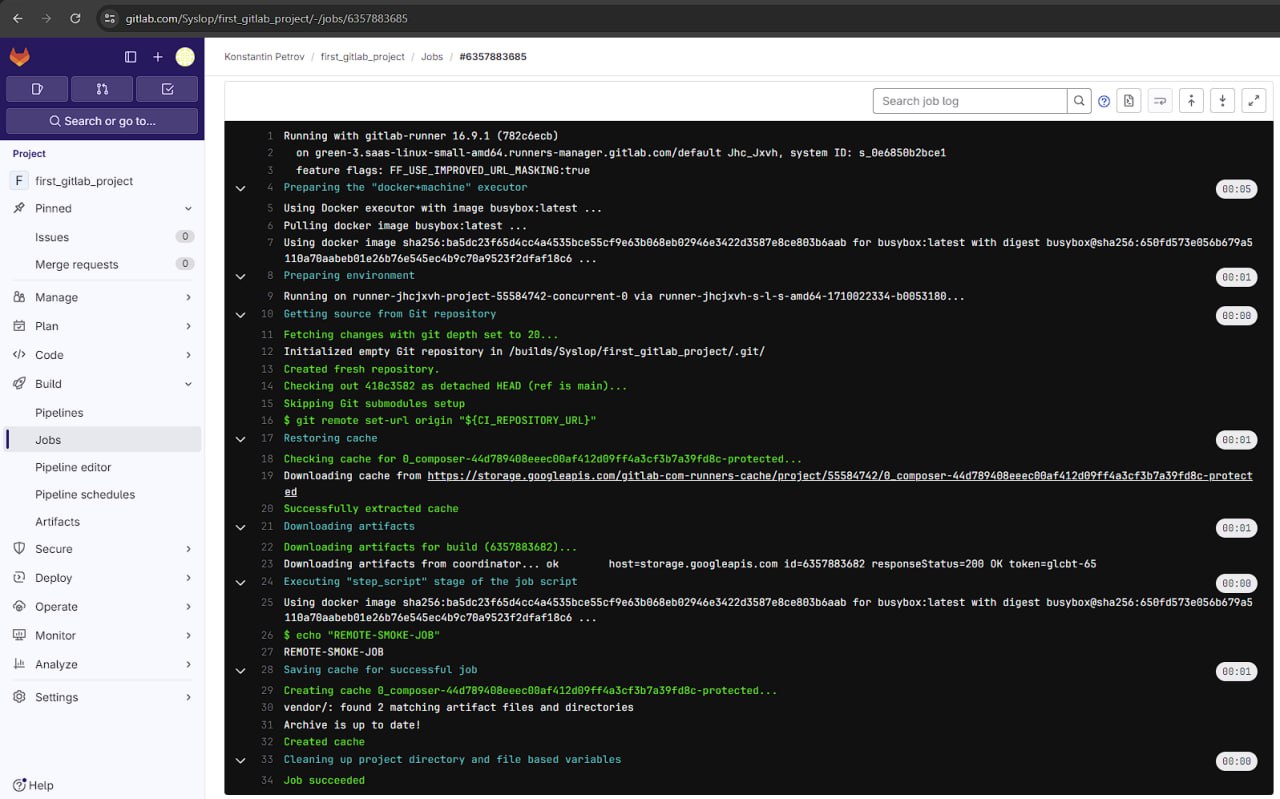 gitlab.com/Syslop/first_gitlab_project/-/jobs/6357883685
Konstantin Petrov / first_gitlab_project / Jobs / #6357883685
Search or go to...
Project
F first_gitlab_project
Pinned
Issues 0
Merge requests 0
Manage
Plan
Code
Build
Pipelines
Jobs
Pipeline editor
Pipeline schedules
Artifacts
Secure
Deploy
Operate
Monitor
Analyze
Settings
Help
Search job log
1 Running with gitlab-runner 16.9.1 (782c6ecb)
2 on green-3.saas-linux-small-amd64.runners-manager.gitlab.com/default Jhc_Jxvh, system ID: s_0e6850b2bce1
3 feature flags: FF_USE_IMPROVED_URL_MASKING:true
4 Preparing the "docker+machine" executor 00:05
5 Using Docker executor with image busybox:latest ...
6 Pulling docker image busybox:latest ...
7 Using docker image sha256:ba5dc23f65d4cc4a4535bce55cf9e63b068eb02946e3422d3587e8ce803b6aab for busybox:latest with digest busybox@sha256:650fd573e056b679a5
110a70aabeb01e26b76e545ec4b9c70a9523f2dfaf18c6 ...
8 Preparing environment 00:01
9 Running on runner-jhcjxvh-project-55584742-concurrent-0 via runner-jhcjxvh-s-l-s-amd64-1710022334-b0053180...
10 Getting source from Git repository 00:00
11 Fetching changes with git depth set to 20...
12 Initialized empty Git repository in /builds/Syslop/first_gitlab_project/.git/
13 Created fresh repository.
14 Checking out 418c3582 as detached HEAD (ref is main)...
15 Skipping Git submodules setup
16 $ git remote set-url origin "${CI_REPOSITORY_URL}"
17 Restoring cache 00:01
18 Checking cache for 0_composer-44d789408eeec00af412d09ff4a3cf3b7a39fd8c-protected...
19 Downloading cache from https://storage.googleapis.com/gitlab-com-runners-cache/project/55584742/0_composer-44d789408eeec00af412d09ff4a3cf3b7a39fd8c-protect
ed
20 Successfully extracted cache
21 Downloading artifacts 00:01
22 Downloading artifacts for build (6357883682)...
23 Downloading artifacts from coordinator... ok host=storage.googleapis.com id=6357883682 responseStatus=200 OK token=glcbt-65
24 Executing "step_script" stage of the job script 00:00
25 Using docker image sha256:ba5dc23f65d4cc4a4535bce55cf9e63b068eb02946e3422d3587e8ce803b6aab for busybox:latest with digest busybox@sha256:650fd573e056b679a5
110a70aabeb01e26b76e545ec4b9c70a9523f2dfaf18c6 ...
26 $ echo "REMOTE-SMOKE-JOB"
27 REMOTE-SMOKE-JOB
28 Saving cache for successful job 00:01
29 Creating cache 0_composer-44d789408eeec00af412d09ff4a3cf3b7a39fd8c-protected...
30 vendor/: found 2 matching artifact files and directories
31 Archive is up to date!
32 Created cache
33 Cleaning up project directory and file based variables 00:00
34 Job succeeded